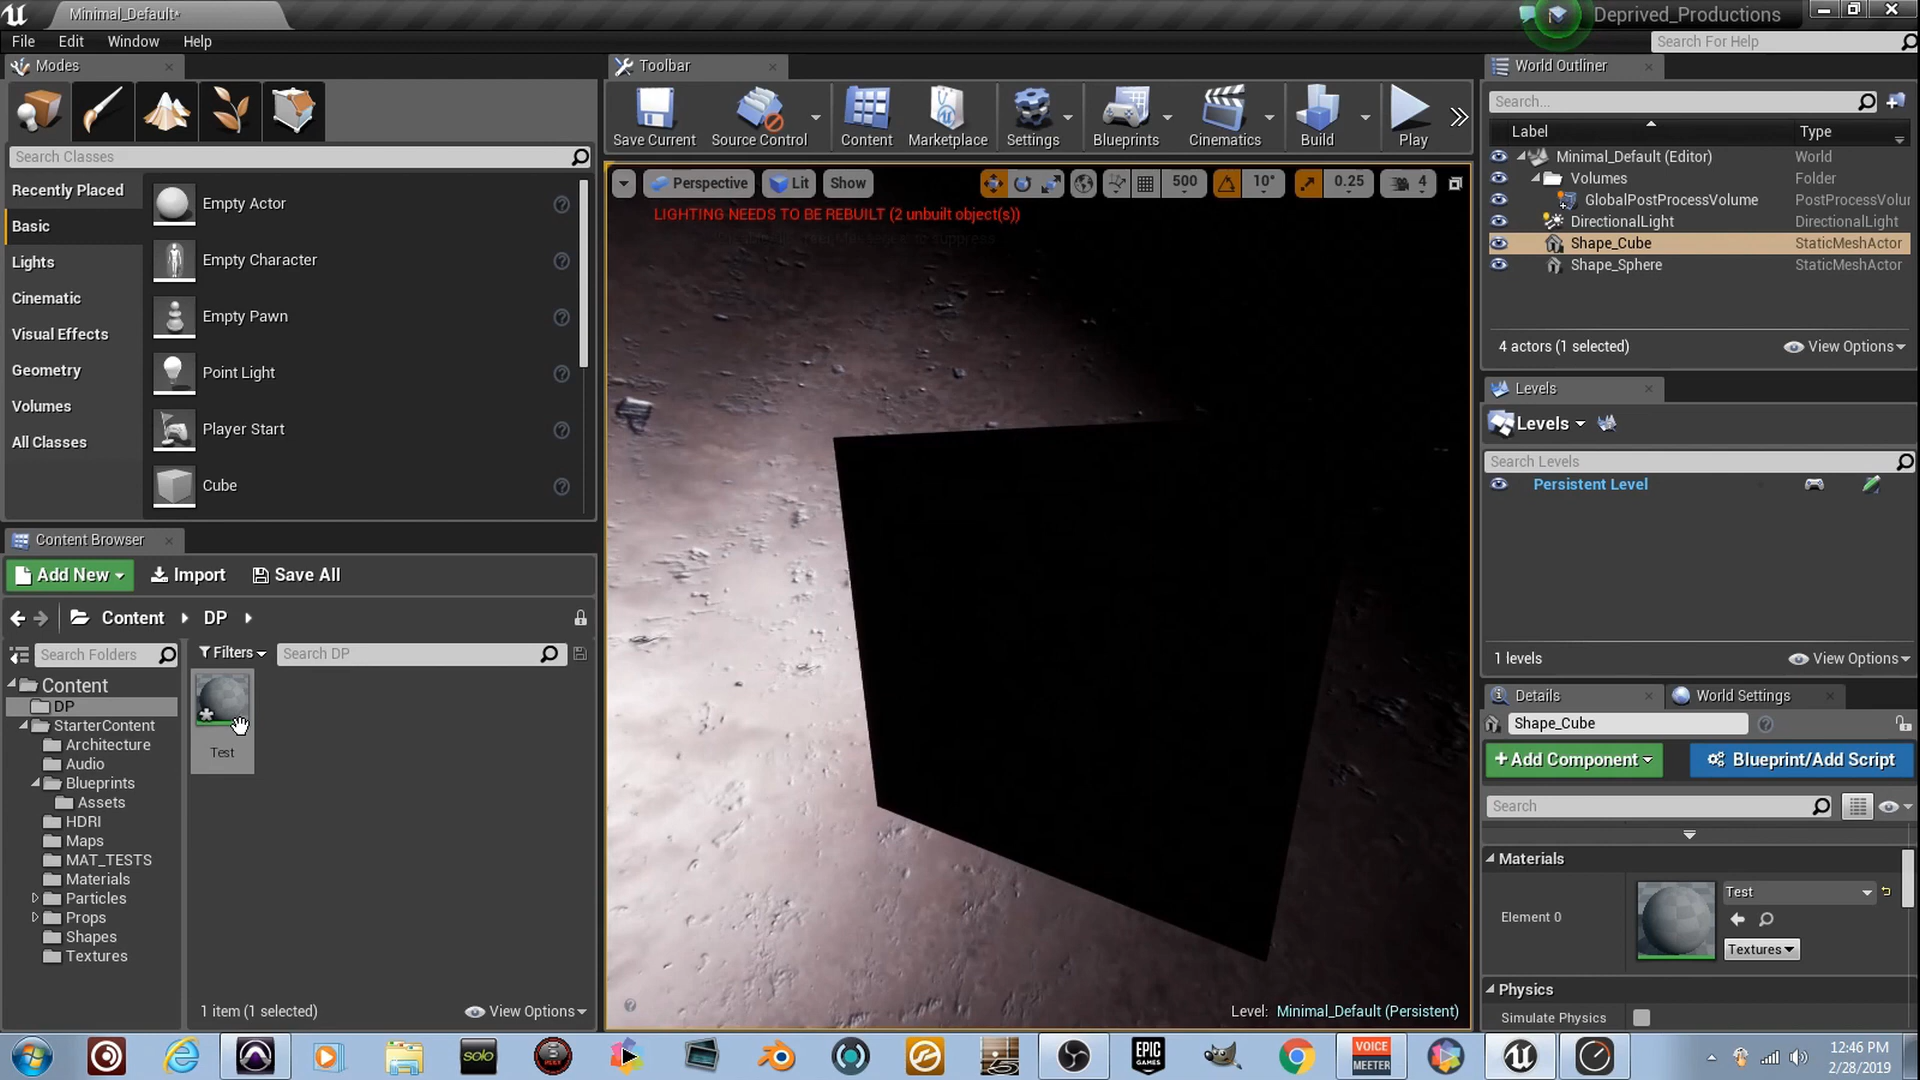 Minimal_Default*
Deprived_Productions
File Edit Window Help
Search For Help
Modes
Search Classes
Recently Placed
Basic
Lights
Cinematic
Visual Effects
Geometry
Volumes
All Classes
Empty Actor
Empty Character
Empty Pawn
Point Light
Player Start
Cube
Toolbar
Save Current Source Control Content Marketplace Settings Blueprints Cinematics Build Play
Perspective Lit Show 500 10° 0.25 4
LIGHTING NEEDS TO BE REBUILT (2 unbuilt object(s))
Level: Minimal_Default (Persistent)
World Outliner
Search...
Label Type
Minimal_Default (Editor) World
Volumes Folder
GlobalPostProcessVolume PostProcessVolu
DirectionalLight DirectionalLight
Shape_Cube StaticMeshActor
Shape_Sphere StaticMeshActor
4 actors (1 selected) View Options
Levels
Levels
Search Levels
Persistent Level
1 levels View Options
Details World Settings
Shape_Cube
+Add Component Blueprint/Add Script
Search
Materials
Element 0
Test
Textures
Physics
Simulate Physics
Content Browser
Add New Import Save All
Content DP
Search Folders
Filters Search DP
Content
DP
StarterContent
Architecture
Audio
Blueprints
Assets
HDRI
Maps
MAT_TESTS
Materials
Particles
Props
Shapes
Textures
Test
1 item (1 selected) View Options
solo
EPIC
GAMES
VOICE
MEETER
12:46 PM
2/28/2019